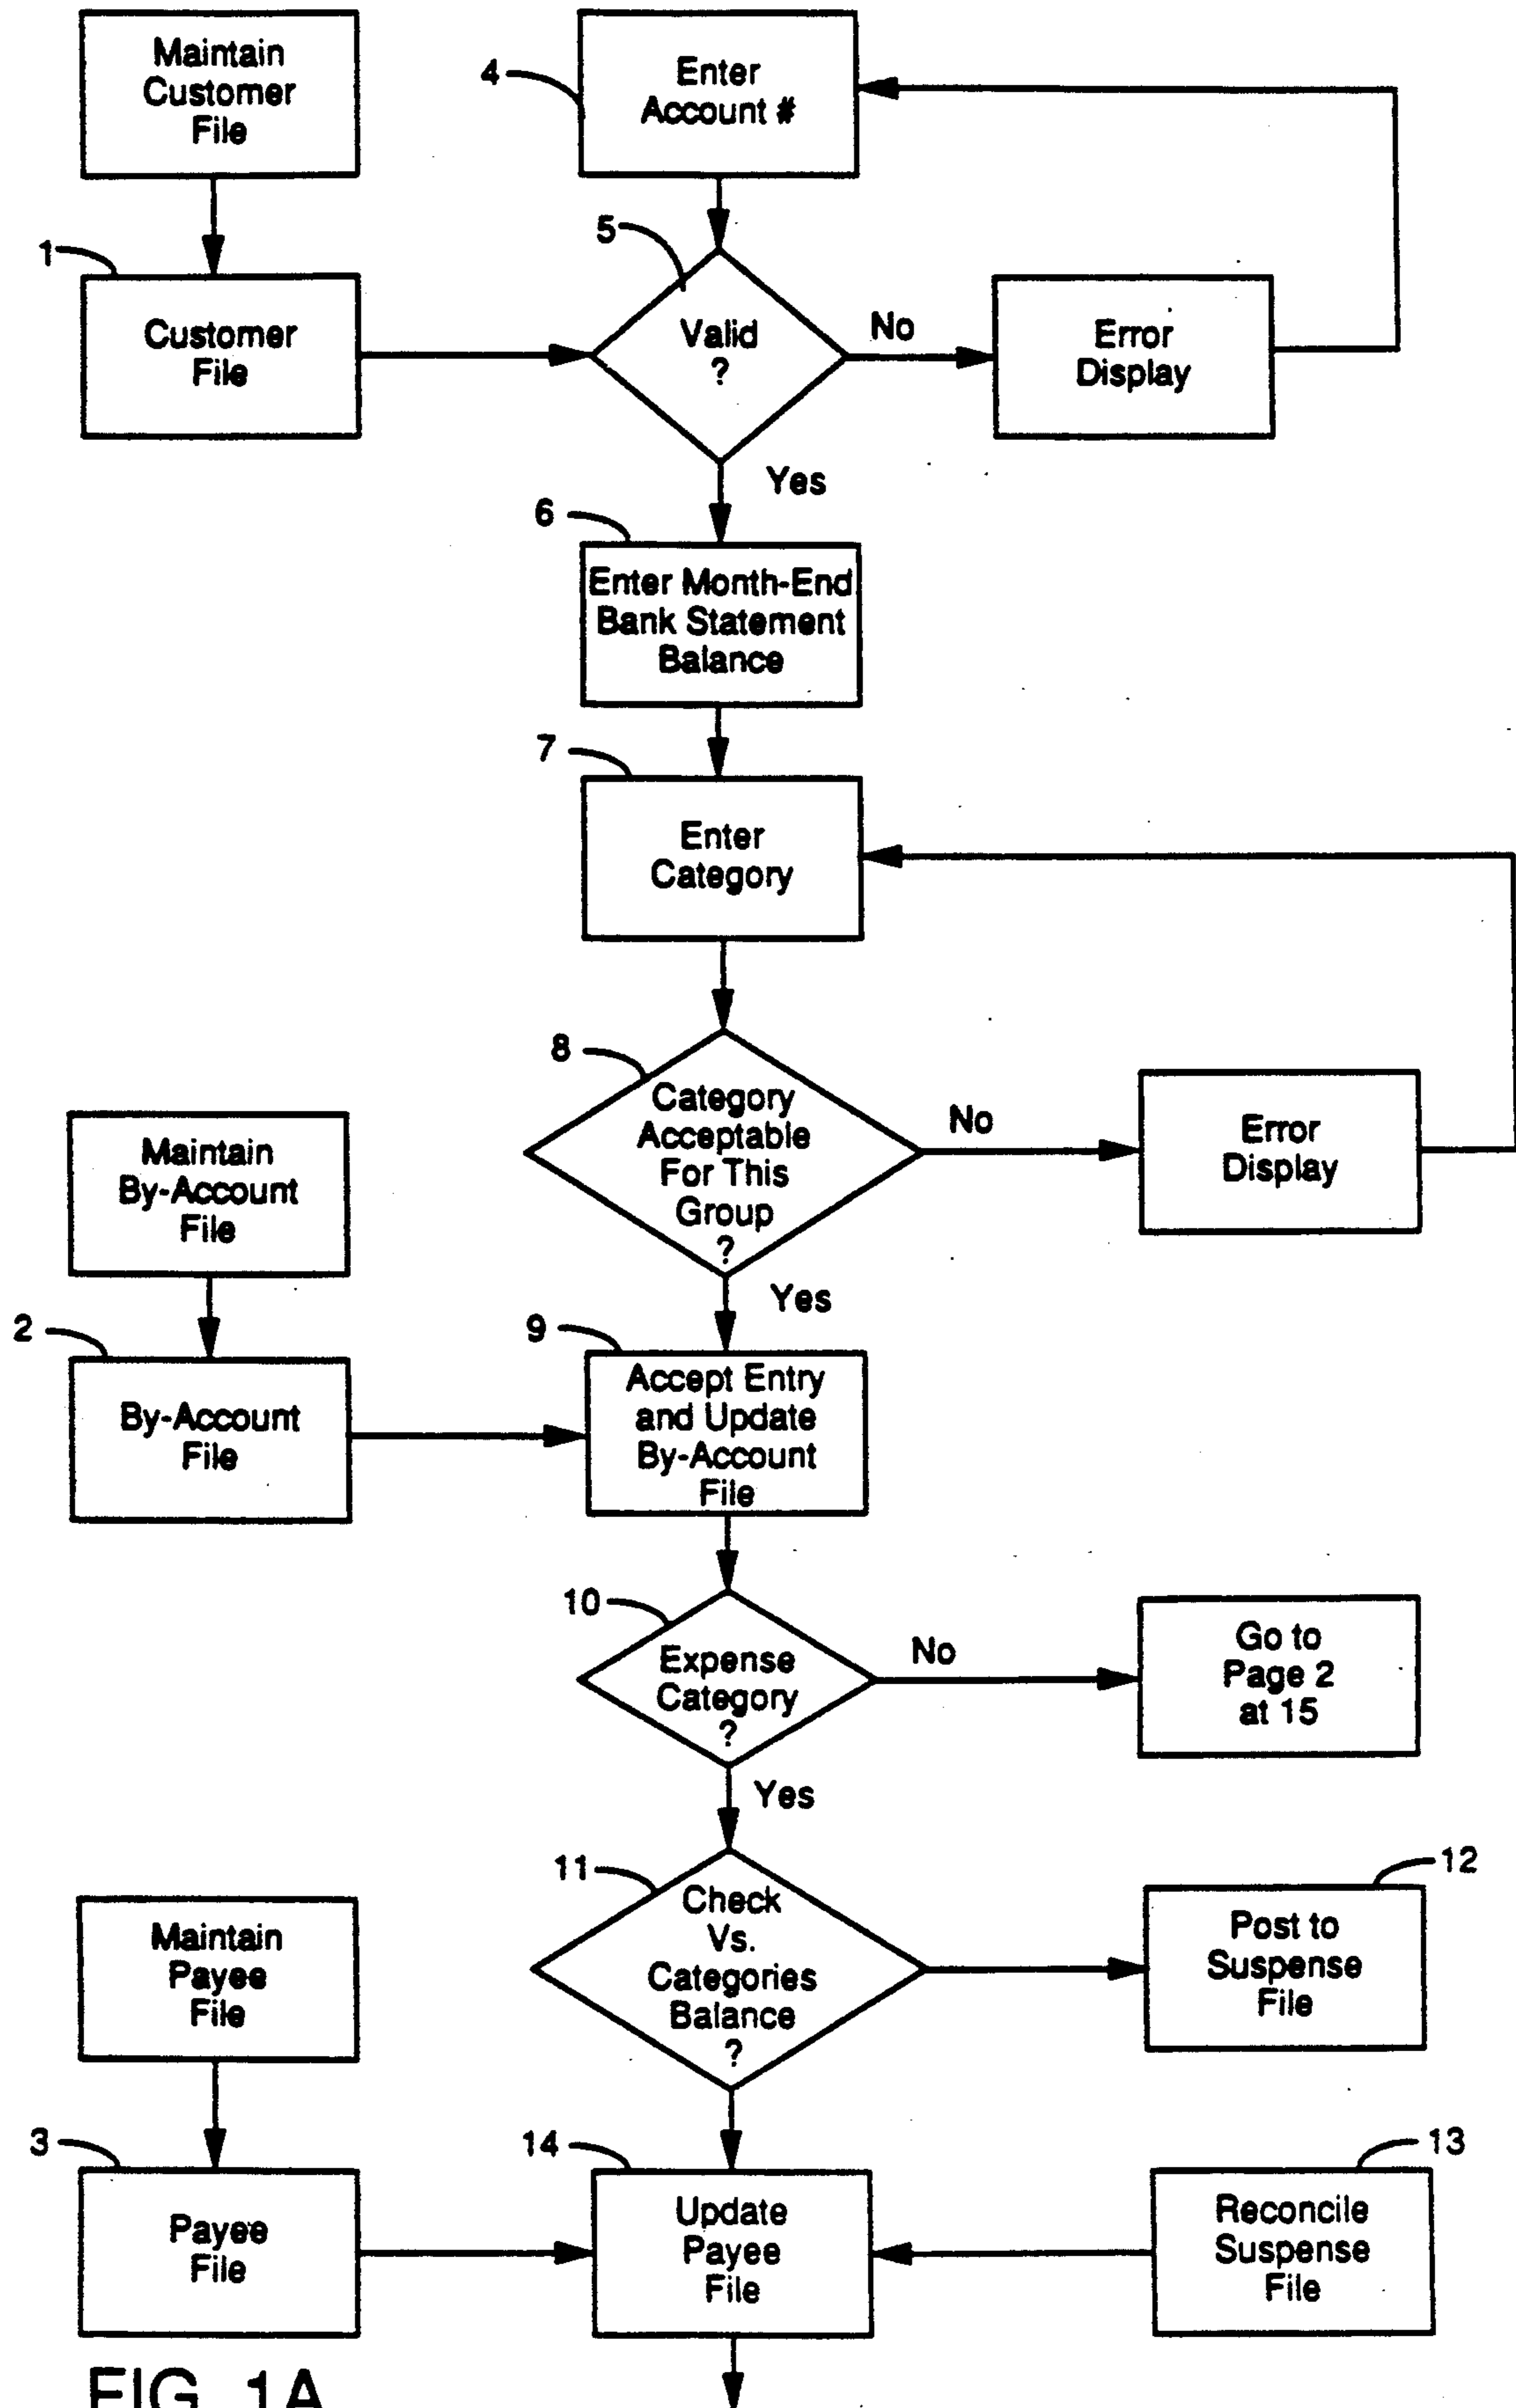 Maintain
Customer
File
4
Enter
Account #
1
Customer
File
5
Valid
?
No
Error
Display
Yes
6
Enter Month-End
Bank Statement
Balance
7
Enter
Category
8
Category
Acceptable
For This
Group
?
No
Error
Display
Maintain
By-Account
File
Yes
2
By-Account
File
9
Accept Entry
and Update
By-Account
File
10
Expense
Category
?
No
Go to
Page 2
at 15
Yes
11
Check
Vs.
Categories
Balance
?
12
Post to
Suspense
File
Maintain
Payee
File
3
Payee
File
14
Update
Payee
File
13
Reconcile
Suspense
File
FIG. 1A